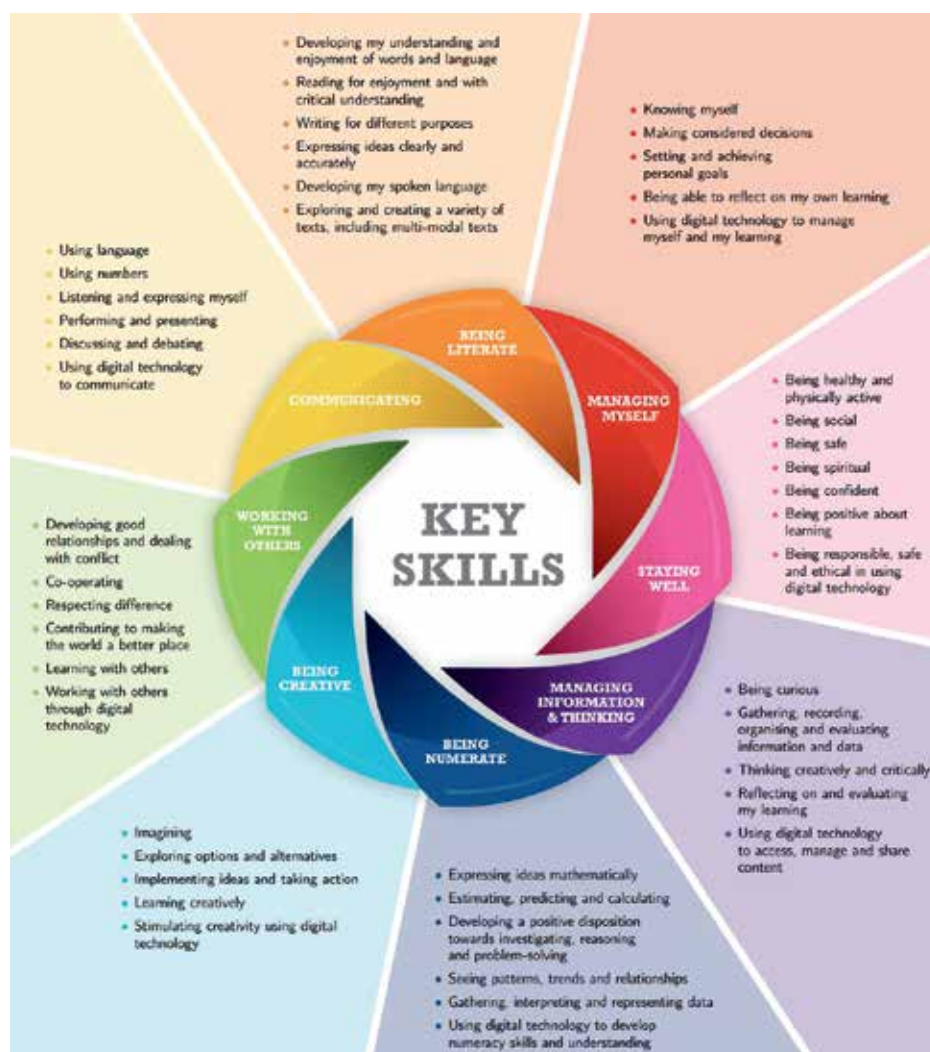 Developing my understanding and
enjoyment of words and language
Reading for enjoyment and with
critical understanding
Writing for different purposes
Expressing ideas clearly and
accurately
Developing my spoken language
Exploring and creating a variety of
texts, including multi-modal texts
Knowing myself
Making considered decisions
Setting and achieving
personal goals
Being able to reflect on my own learning
Using digital technology to manage
myself and my learning
Using language
Using numbers
Listening and expressing myself
Performing and presenting
Discussing and debating
Using digital technology
to communicate
BEING
LITERATE
COMMUNICATING
MANAGING
MYSELF
Being healthy and
physically active
Being social
Being safe
Being spiritual
Being confident
Being positive about
learning
Being responsible, safe
and ethical in using
digital technology
KEY
SKILLS
WORKING
WITH
OTHERS
STAYING
WELL
Developing good
relationships and dealing
with conflict
Co-operating
Respecting difference
Contributing to making
the world a better place
Learning with others
Working with others
through digital
technology
BEING
CREATIVE
MANAGING
INFORMATION
& THINKING
BEING
NUMERATE
Being curious
Gathering, recording,
organising and evaluating
information and data
Thinking creatively and critically
Reflecting on and evaluating
my learning
Using digital technology
to access, manage and share
content
Imagining
Exploring options and alternatives
Implementing ideas and taking action
Learning creatively
Stimulating creativity using digital
technology
Expressing ideas mathematically
Estimating, predicting and calculating
Developing a positive disposition
towards investigating, reasoning
and problem-solving
Seeing patterns, trends and relationships
Gathering, interpreting and representing data
Using digital technology to develop
numeracy skills and understanding